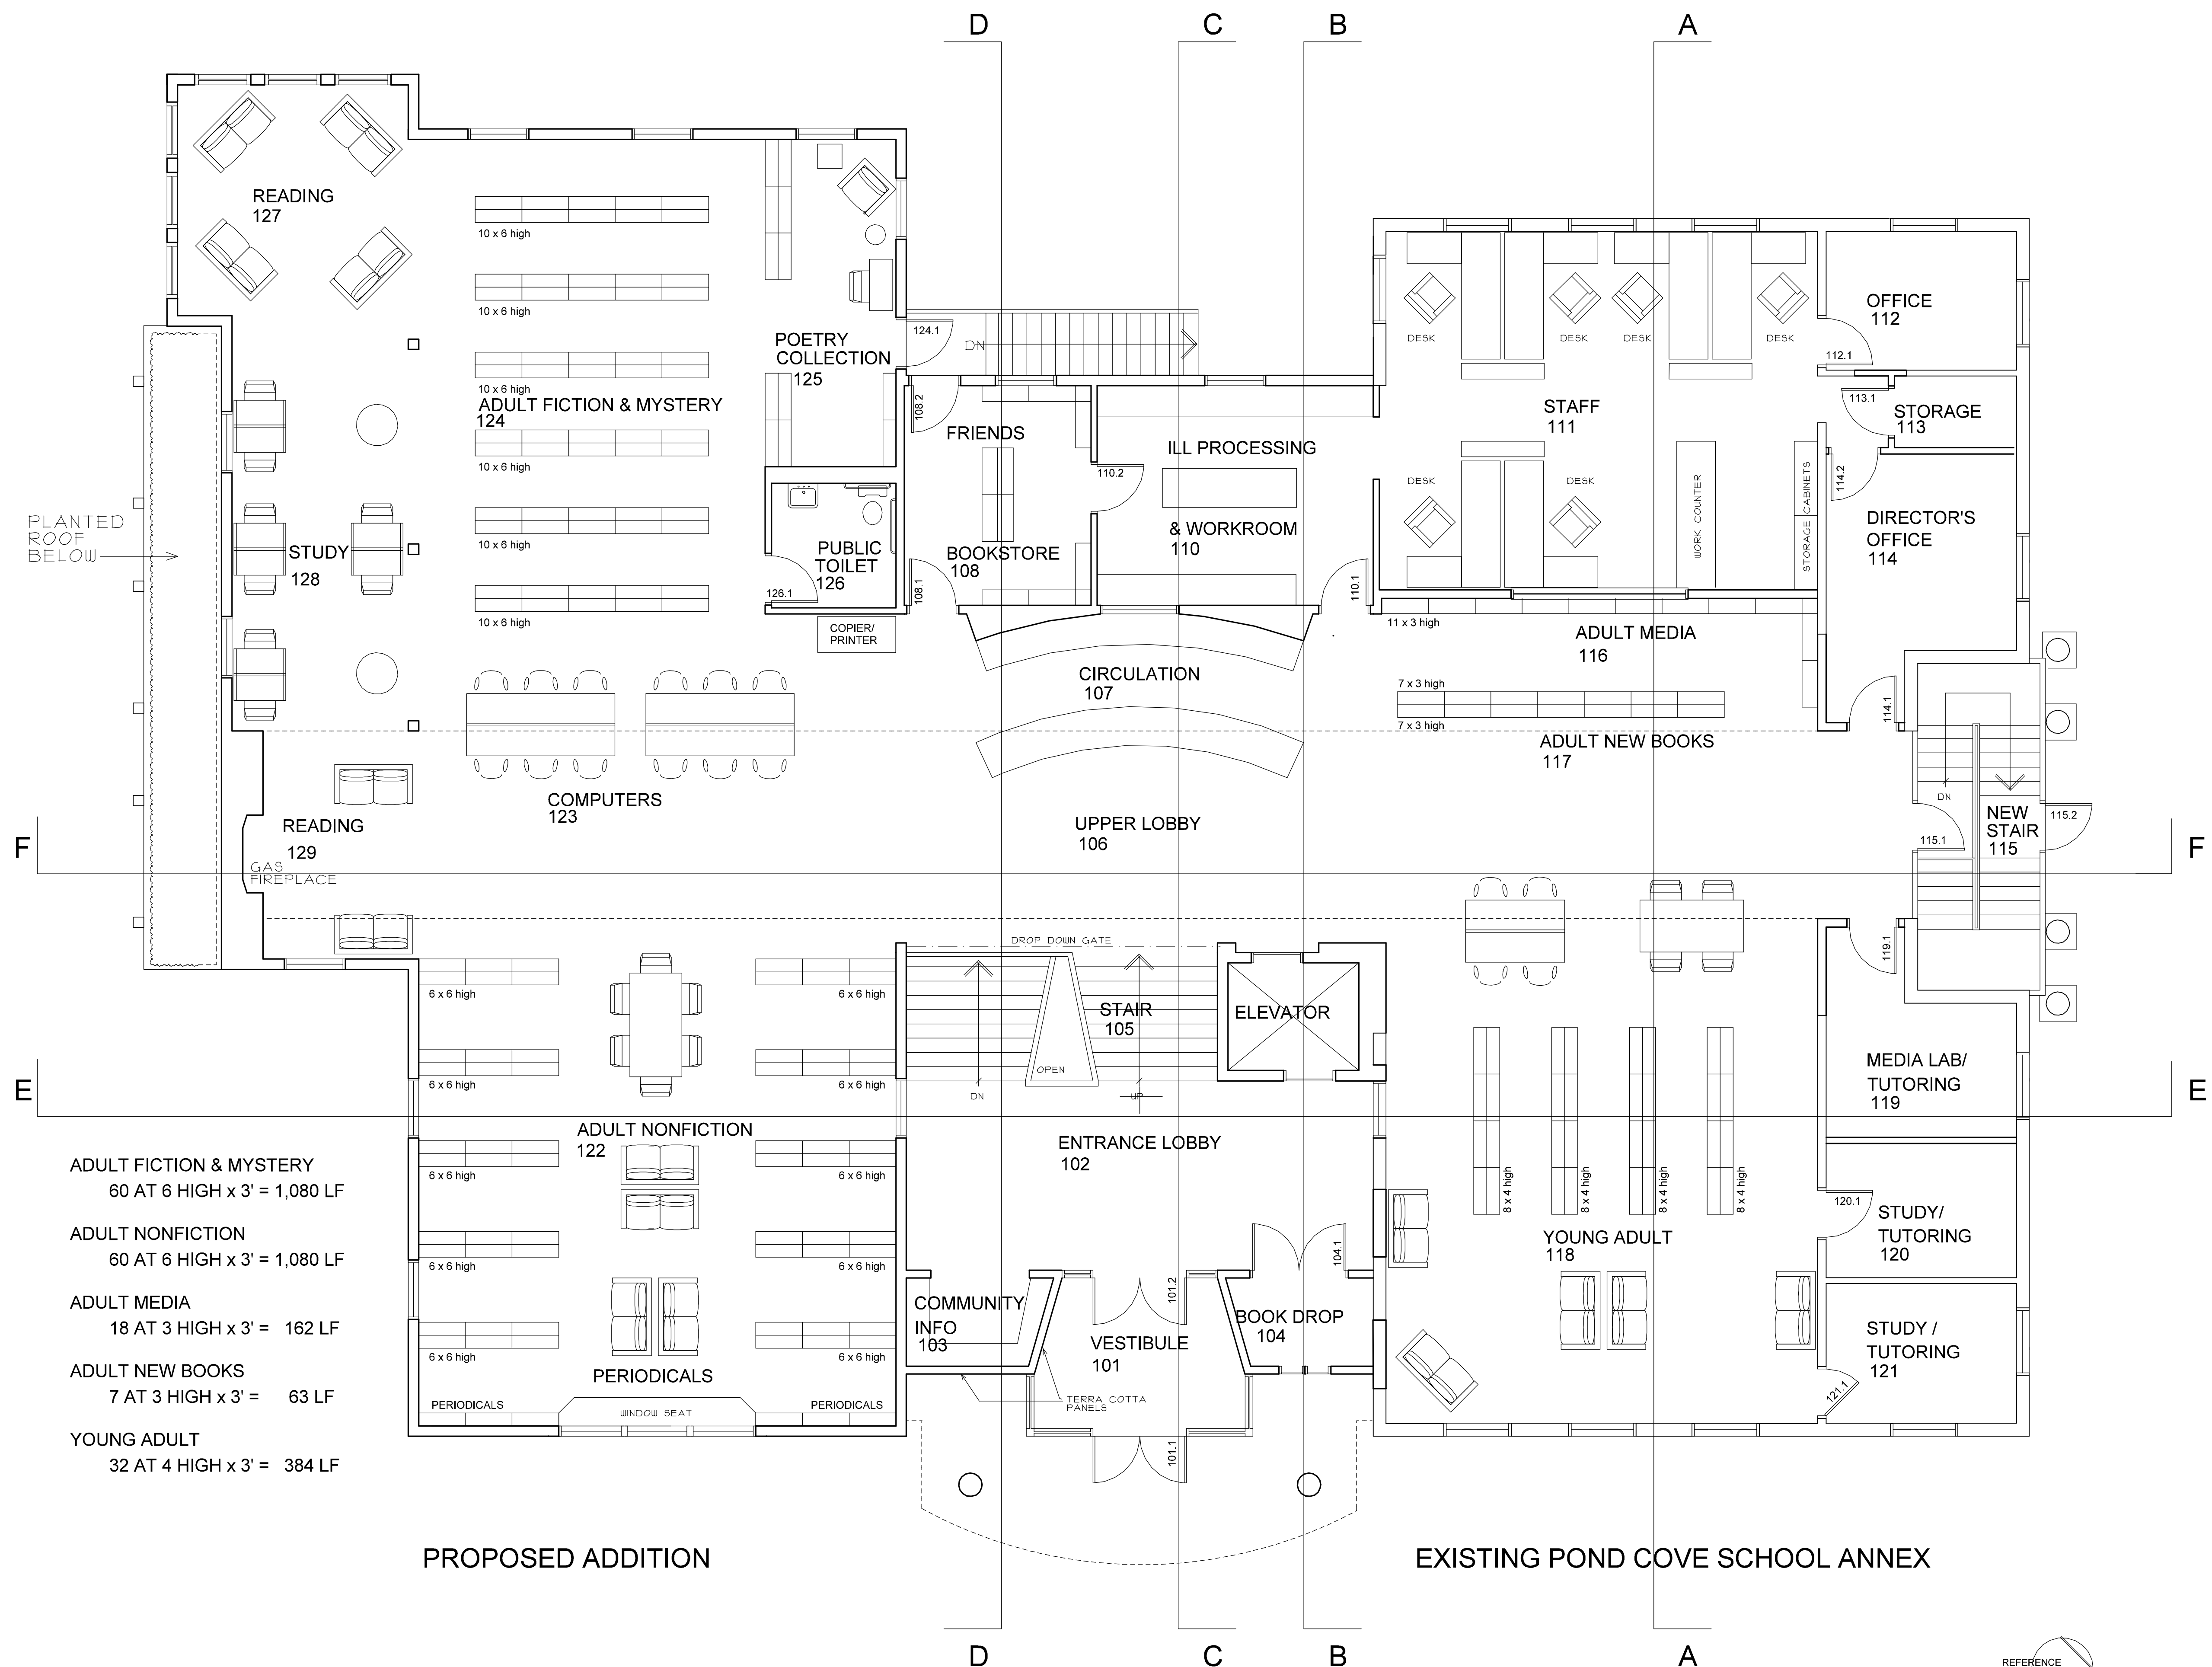 D
C
B
A
READING
127
10 x 6 high
10 x 6 high
10 x 6 high
ADULT FICTION & MYSTERY
124
10 x 6 high
10 x 6 high
10 x 6 high
POETRY
COLLECTION
125
124.1
DN
108.2
FRIENDS
BOOKSTORE
108
108.1
110.2
ILL PROCESSING
& WORKROOM
110
110.1
DESK
DESK
DESK
DESK
STAFF
111
DESK
DESK
WORK COUNTER
STORAGE CABINETS
OFFICE
112
112.1
113.1
STORAGE
113
114.2
DIRECTOR'S
OFFICE
114
114.1
PLANTED
ROOF
BELOW
STUDY
128
PUBLIC
TOILET
126
126.1
COPIER/
PRINTER
CIRCULATION
107
11 x 3 high
ADULT MEDIA
116
7 x 3 high
7 x 3 high
ADULT NEW BOOKS
117
COMPUTERS
123
READING
129
GAS
FIREPLACE
UPPER LOBBY
106
DN
NEW
STAIR
115
115.1
115.2
F
F
DROP DOWN GATE
STAIR
105
OPEN
DN
UP
ELEVATOR
119.1
MEDIA LAB/
TUTORING
119
E
E
6 x 6 high
6 x 6 high
6 x 6 high
6 x 6 high
ADULT NONFICTION
122
6 x 6 high
6 x 6 high
6 x 6 high
6 x 6 high
6 x 6 high
6 x 6 high
ENTRANCE LOBBY
102
8 x 4 high
8 x 4 high
8 x 4 high
8 x 4 high
YOUNG ADULT
118
120.1
STUDY/
TUTORING
120
STUDY /
TUTORING
121
121.1
COMMUNITY
INFO
103
101.2
VESTIBULE
101
104.1
BOOK DROP
104
TERRA COTTA
PANELS
101.1
PERIODICALS
PERIODICALS
PERIODICALS
WINDOW SEAT
ADULT FICTION & MYSTERY
60 AT 6 HIGH x 3' = 1,080 LF
ADULT NONFICTION
60 AT 6 HIGH x 3' = 1,080 LF
ADULT MEDIA
18 AT 3 HIGH x 3' = 162 LF
ADULT NEW BOOKS
7 AT 3 HIGH x 3' = 63 LF
YOUNG ADULT
32 AT 4 HIGH x 3' = 384 LF
PROPOSED ADDITION
EXISTING POND COVE SCHOOL ANNEX
D
C
B
A
REFERENCE